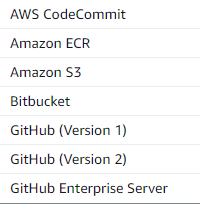 AWS CodeCommit
Amazon ECR
Amazon S3
Bitbucket
GitHub (Version 1)
GitHub (Version 2)
GitHub Enterprise Server